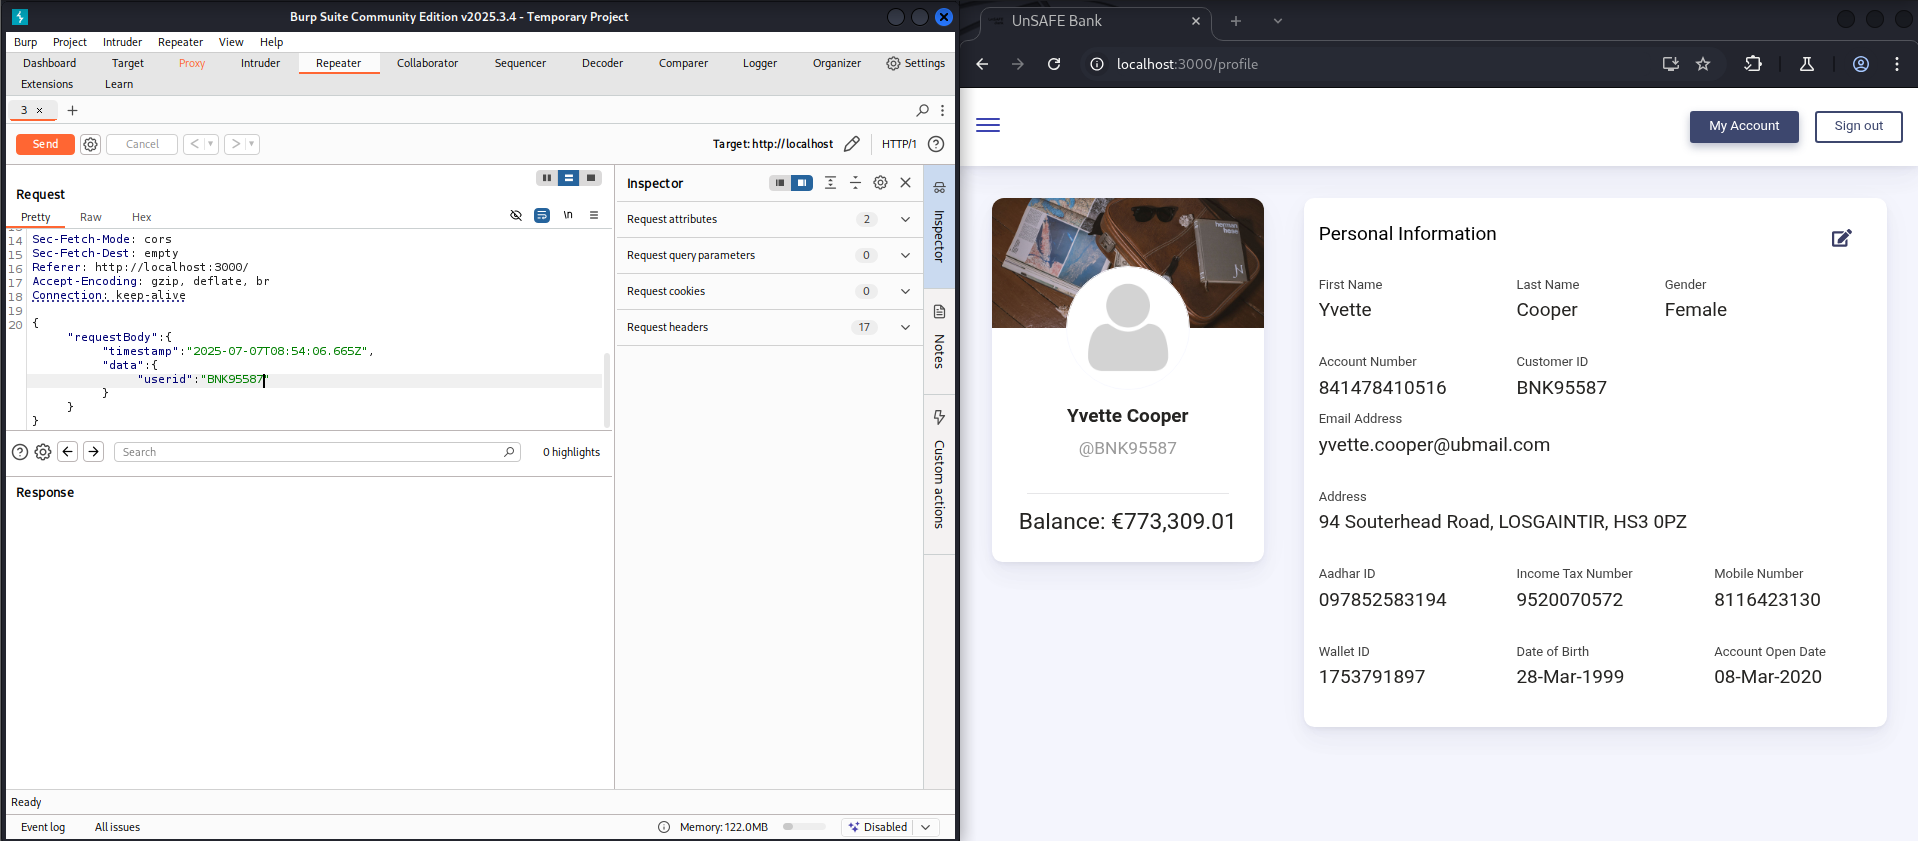 Burp Suite Community Edition v2025.3.4 - Temporary Project
Burp Project Intruder Repeater View Help
Dashboard Target Proxy Intruder Repeater Collaborator Sequencer Decoder Comparer Logger Organizer Settings
Extensions Learn
3 × +
Send Cancel < > Target: http://localhost HTTP/1 ?
Request
Pretty Raw Hex \n
14 Sec-Fetch-Mode: cors
15 Sec-Fetch-Dest: empty
16 Referer: http://localhost:3000/
17 Accept-Encoding: gzip, deflate, br
18 Connection: keep-alive
19
20 {
"requestBody":{
"timestamp":"2025-07-07T08:54:06.665Z",
"data":{
"userid":"BNK95587"
}
}
}
Search 0 highlights
Response
Inspector
Request attributes 2
Request query parameters 0
Request cookies 0
Request headers 17
Inspector
Notes
Custom actions
Ready
Event log All issues Memory: 122.0MB Disabled
UnSAFE Bank
localhost:3000/profile
My Account Sign out
herman
hesse
Yvette Cooper
@BNK95587
Balance: €773,309.01
Personal Information
First Name Last Name Gender
Yvette Cooper Female
Account Number Customer ID
841478410516 BNK95587
Email Address
yvette.cooper@ubmail.com
Address
94 Souterhead Road, LOSGAINTIR, HS3 0PZ
Aadhar ID Income Tax Number Mobile Number
097852583194 9520070572 8116423130
Wallet ID Date of Birth Account Open Date
1753791897 28-Mar-1999 08-Mar-2020